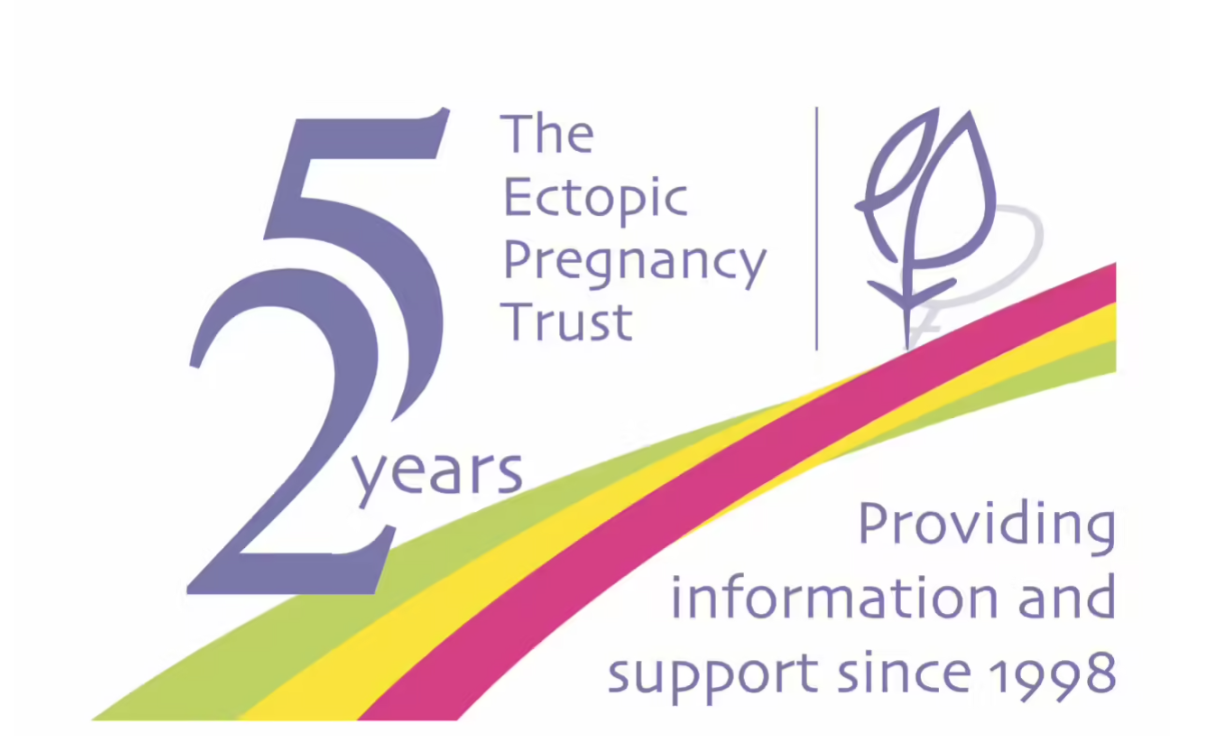 25
years
The
Ectopic
Pregnancy
Trust
Providing
information and
support since 1998